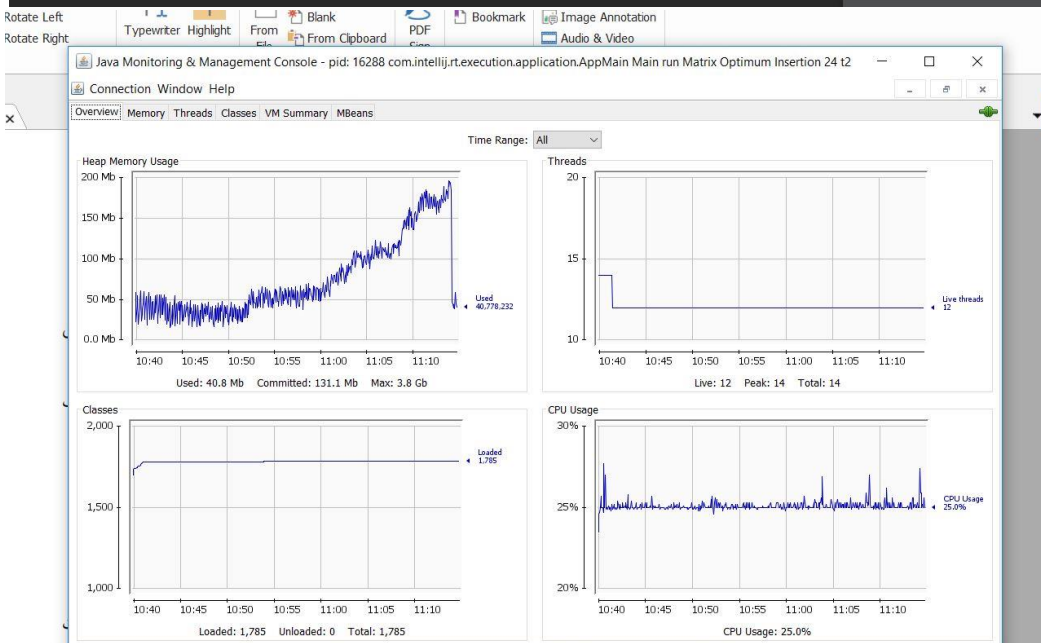 Rotate Left
Rotate Right
Typewriter Highlight From
Blank
From Clipboard
PDF
Bookmark
Image Annotation
Audio & Video
Java Monitoring & Management Console - pid: 16288 com.intellij.rt.execution.application.AppMain Main run Matrix Optimum Insertion 24 t2
Connection Window Help
Overview Memory Threads Classes VM Summary MBeans
Time Range: All
Heap Memory Usage
200 Mb
150 Mb
100 Mb
50 Mb
0.0 Mb
Used
40,778,232
10:40 10:45 10:50 10:55 11:00 11:05 11:10
Used: 40.8 Mb Committed: 131.1 Mb Max: 3.8 Gb
Threads
20
15
10
Live threads
12
10:40 10:45 10:50 10:55 11:00 11:05 11:10
Live: 12 Peak: 14 Total: 14
Classes
2,000
1,500
1,000
Loaded
1,785
10:40 10:45 10:50 10:55 11:00 11:05 11:10
Loaded: 1,785 Unloaded: 0 Total: 1,785
CPU Usage
30%
25%
20%
CPU Usage
25.0%
10:40 10:45 10:50 10:55 11:00 11:05 11:10
CPU Usage: 25.0%